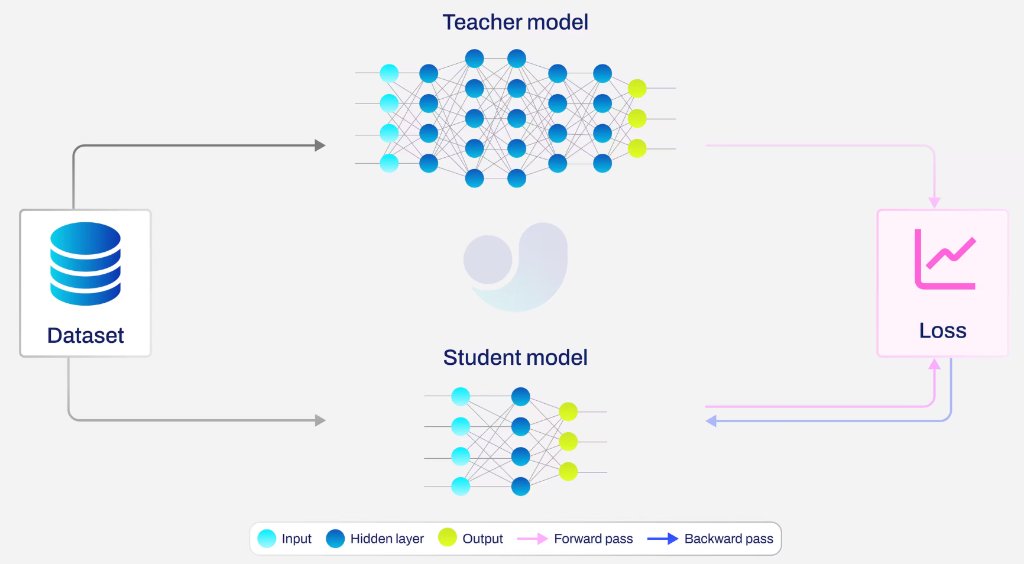 Teacher model
Dataset
Loss
Student model
Input Hidden layer Output Forward pass Backward pass